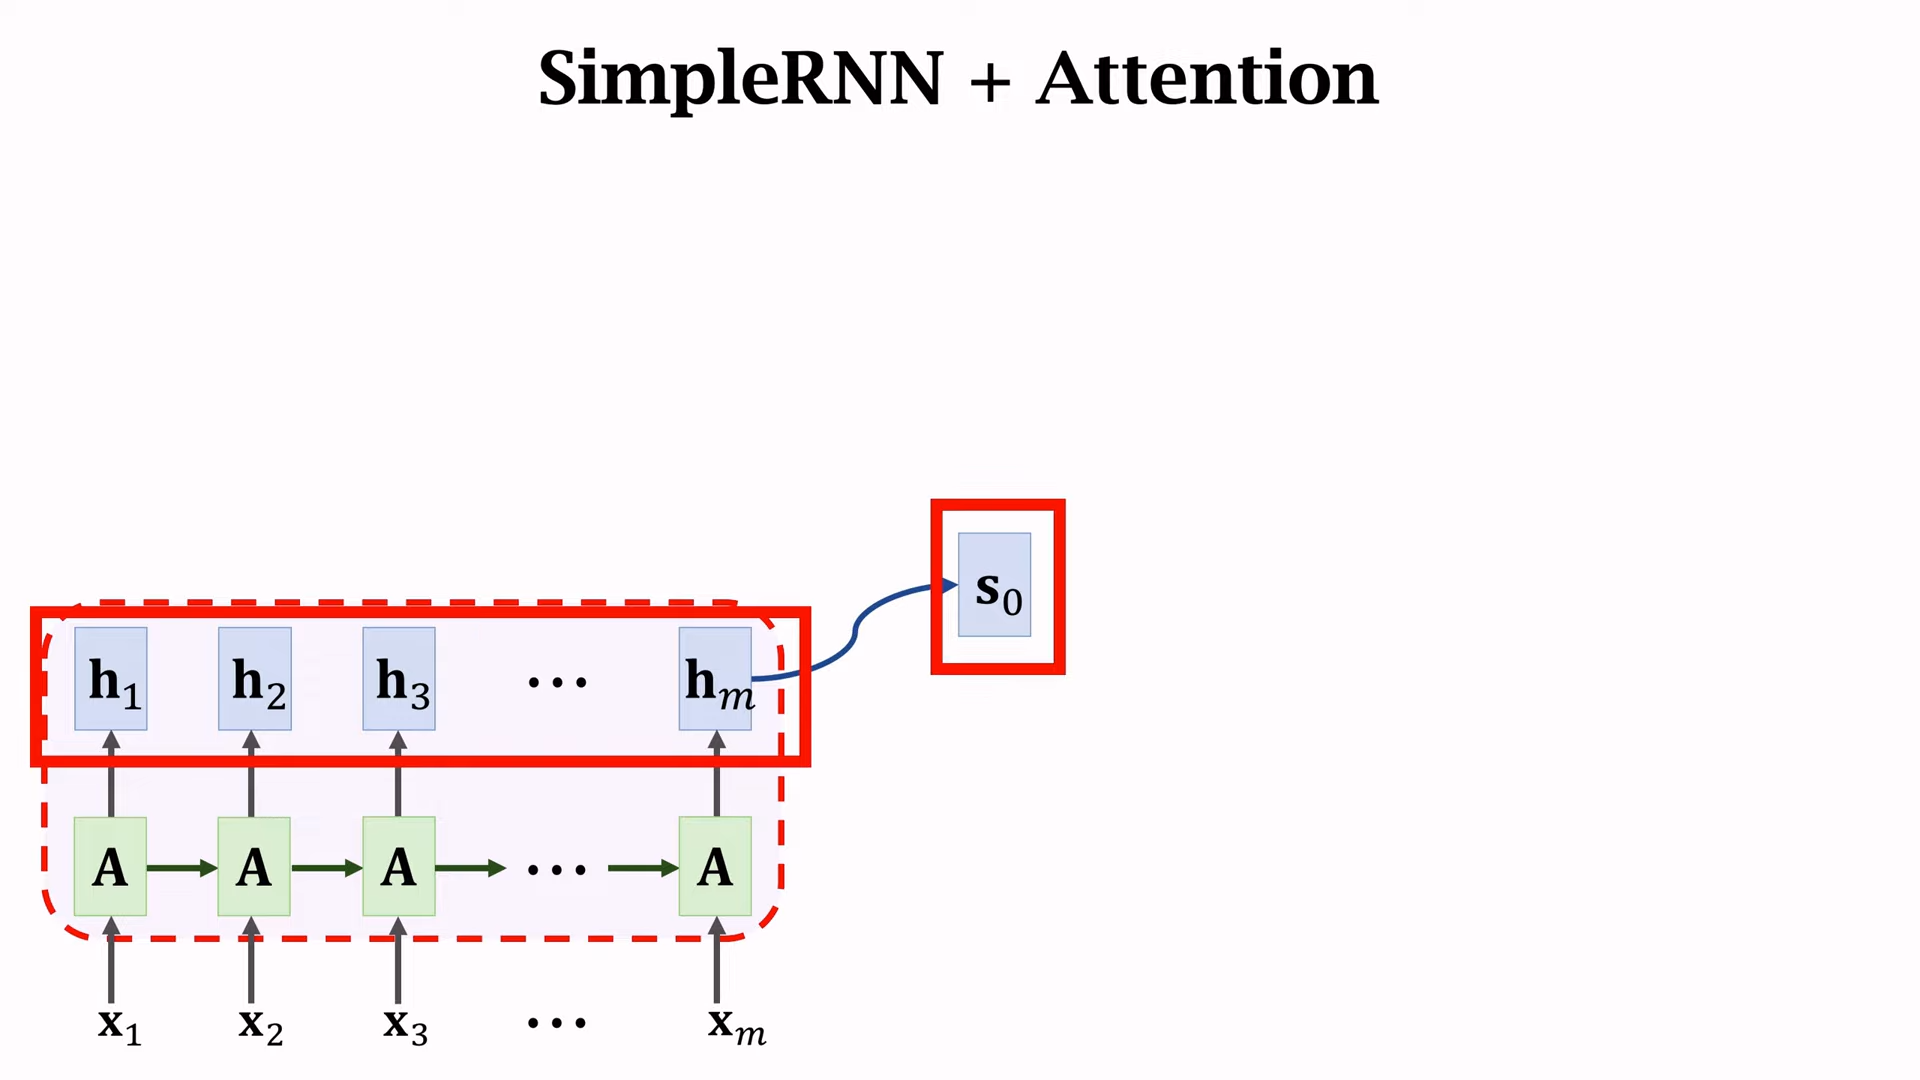 SimpleRNN + Attention
s₀
h₁ h₂ h₃ ⋯ hₘ
A A A ⋯ A
x₁ x₂ x₃ ⋯ xₘ